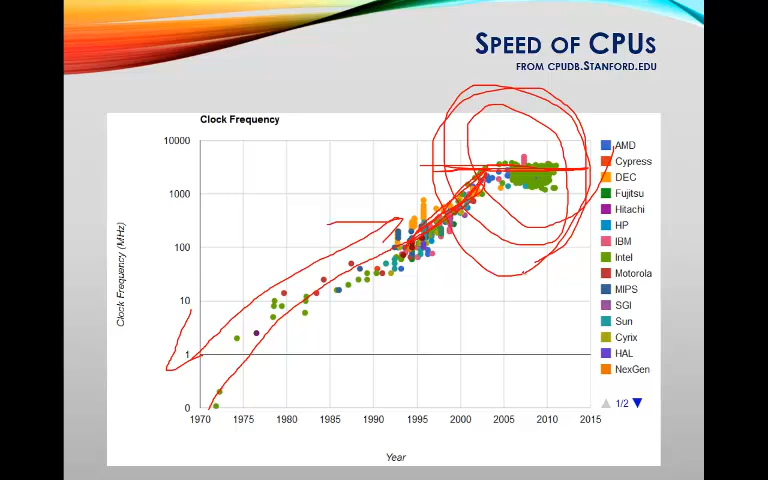 SPEED OF CPUS
FROM CPUDB.STANFORD.EDU
Clock Frequency
Clock Frequency (MHz)
10000
1000
100
10
1
0
1970 1975 1980 1985 1990 1995 2000 2005 2010 2015
Year
AMD
Cypress
DEC
Fujitsu
Hitachi
HP
IBM
Intel
Motorola
MIPS
SGI
Sun
Cyrix
HAL
NexGen
1/2